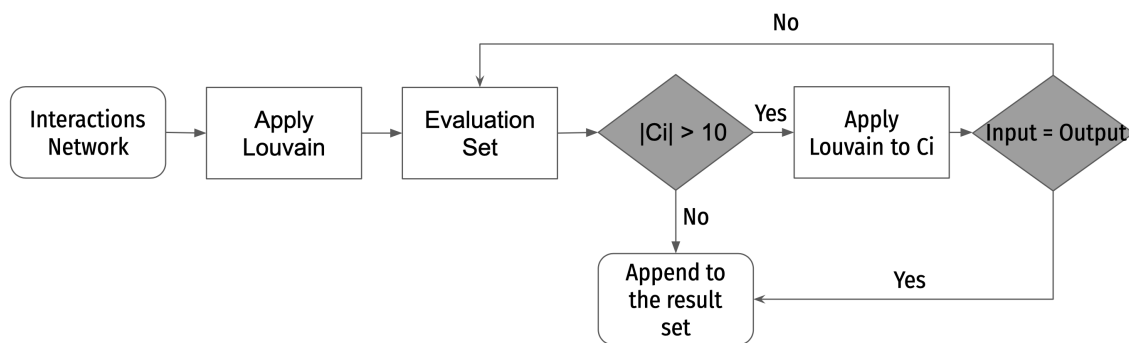 No
Interactions
Network
Apply
Louvain
Evaluation
Set
|Ci| > 10
Yes
Apply
Louvain to Ci
Input = Output
No
Append to
the result
set
Yes